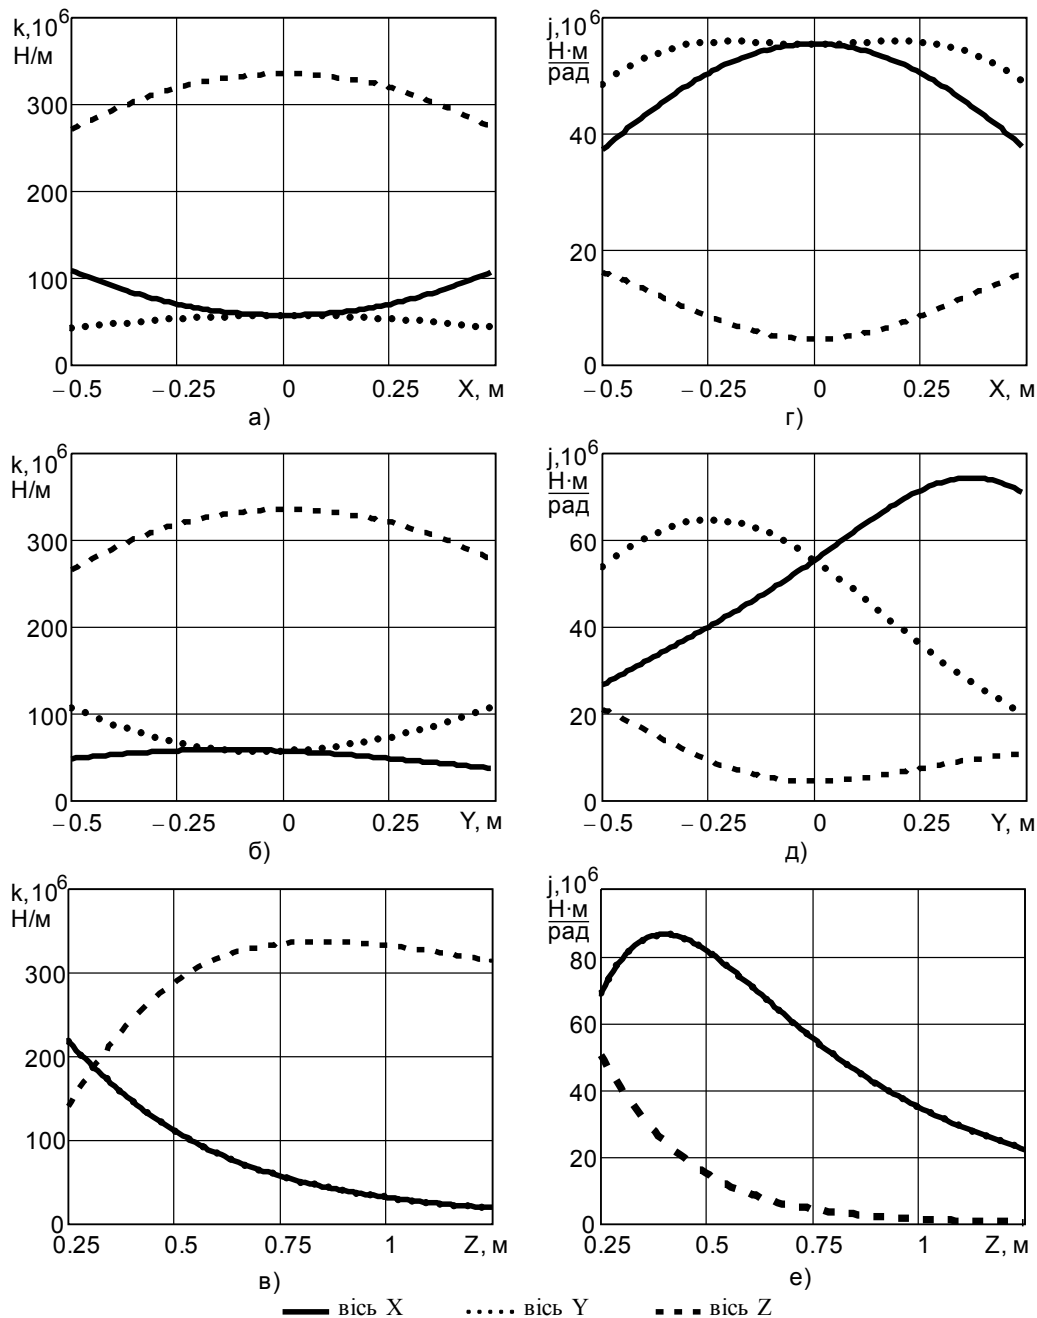 k,10⁶
Н/м
300
200
100
0
−0.5 −0.25 0 0.25 X, м
а)
j,10⁶
Н·м
рад
40
20
0
−0.5 −0.25 0 0.25 X, м
г)
k,10⁶
Н/м
300
200
100
0
−0.5 −0.25 0 0.25 Y, м
б)
j,10⁶
Н·м
рад
60
40
20
0
−0.5 −0.25 0 0.25 Y, м
д)
k,10⁶
Н/м
300
200
100
0
0.25 0.5 0.75 1 Z, м
в)
j,10⁶
Н·м
рад
80
60
40
20
0
0.25 0.5 0.75 1 Z, м
е)
вісь X вісь Y вісь Z